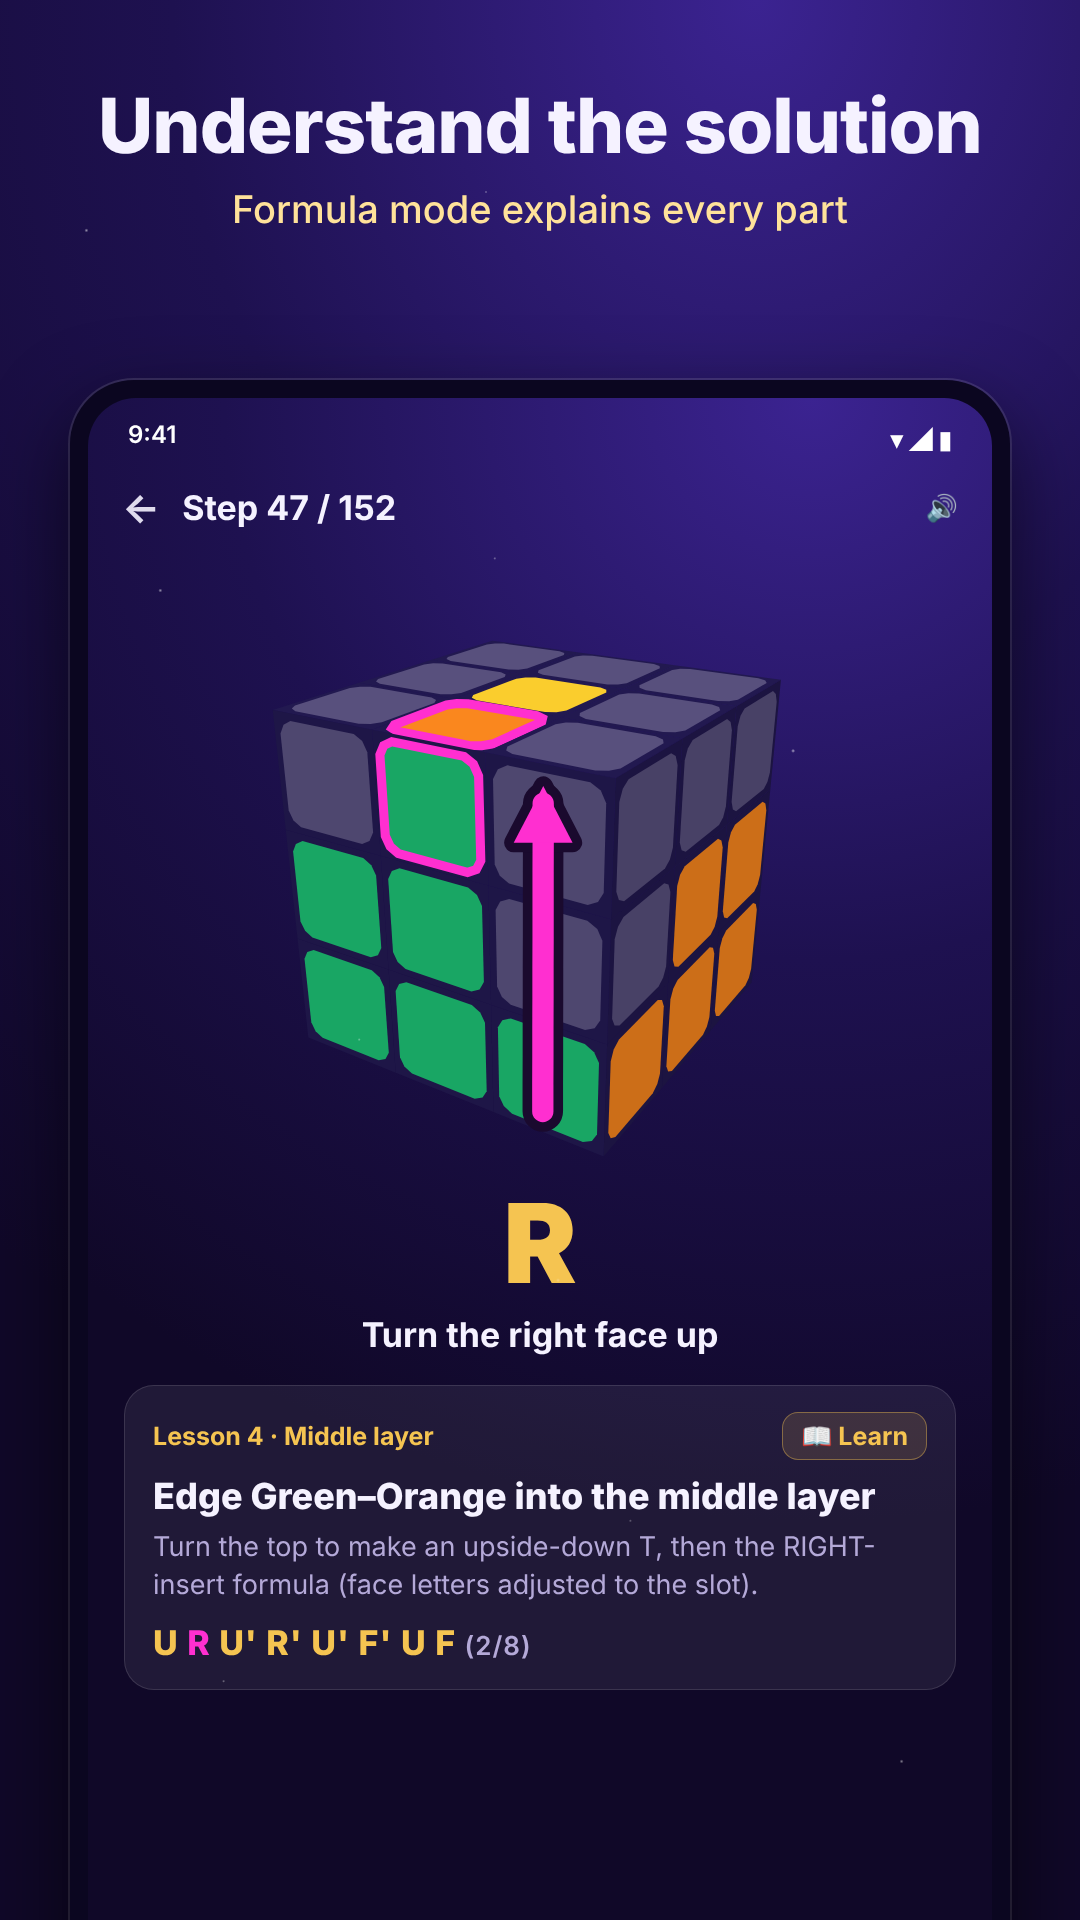 Understand the solution
Formula mode explains every part
9:41
Step 47 / 152
R
Turn the right face up
Lesson 4 · Middle layer
📖 Learn
Edge Green–Orange into the middle layer
Turn the top to make an upside-down T, then the RIGHT-
insert formula (face letters adjusted to the slot).
U R U' R' U' F' U F (2/8)